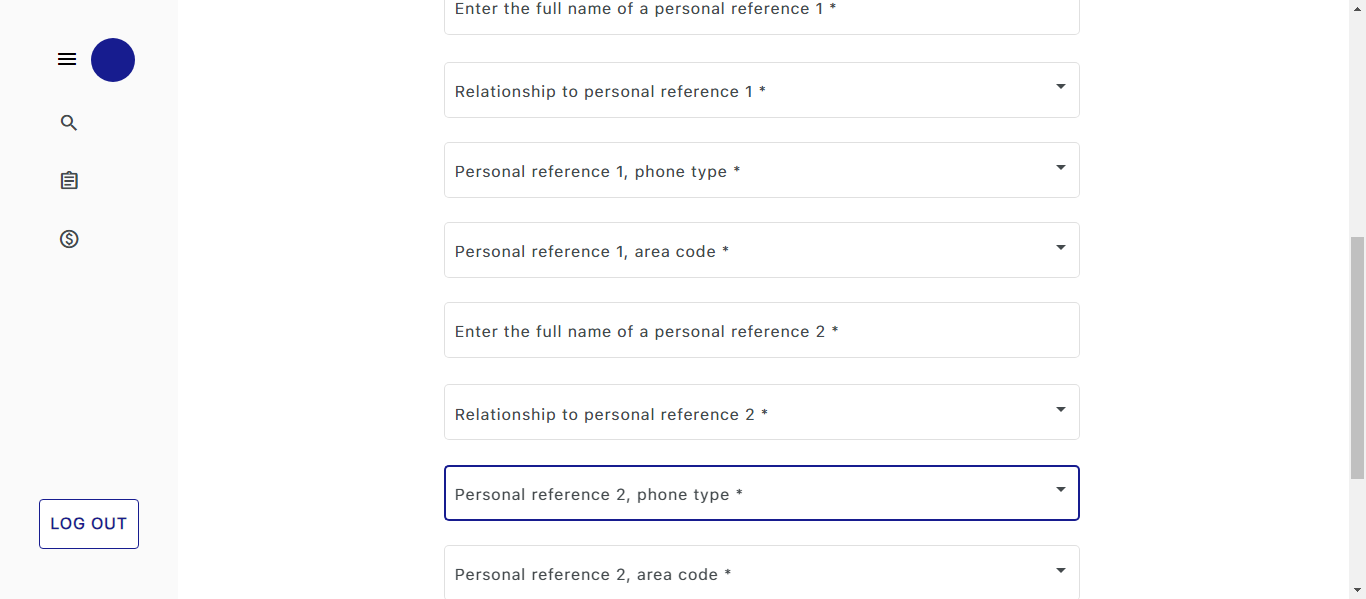 Enter the full name of a personal reference 1 *
Relationship to personal reference 1 *
Personal reference 1, phone type *
Personal reference 1, area code *
Enter the full name of a personal reference 2 *
Relationship to personal reference 2 *
Personal reference 2, phone type *
LOG OUT
Personal reference 2, area code *